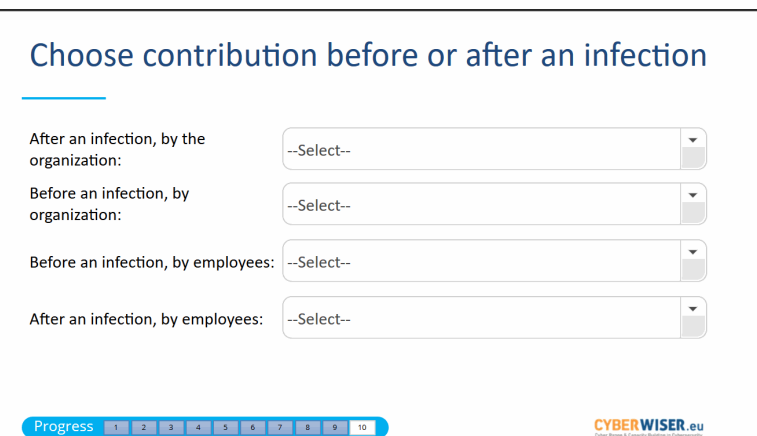 Choose contribution before or after an infection
After an infection, by the
organization:
--Select--
Before an infection, by
organization:
--Select--
Before an infection, by employees:
--Select--
After an infection, by employees:
--Select--
Progress 1 2 3 4 5 6 7 8 9 10
CYBERWISER.eu